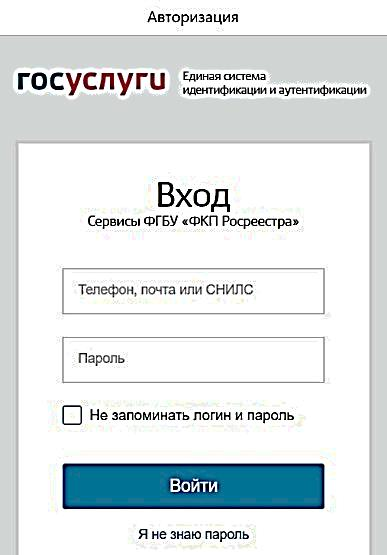 Авторизация
госуслуги
Единая система
идентификации и аутентификации
Вход
Сервисы ФГБУ «ФКП Росреестра»
Телефон, почта или СНИЛС
Пароль
Не запоминать логин и пароль
Войти
Я не знаю пароль